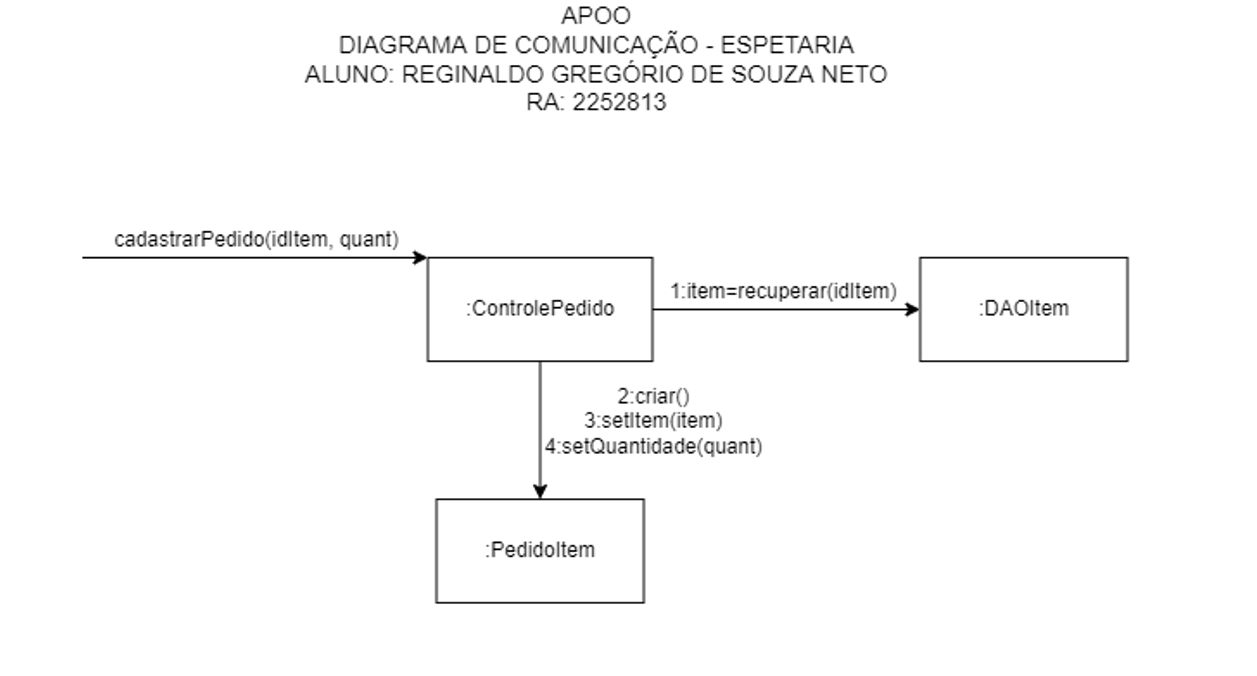 APOO
DIAGRAMA DE COMUNICAÇÃO - ESPETARIA
ALUNO: REGINALDO GREGÓRIO DE SOUZA NETO
RA: 2252813
cadastrarPedido(idItem, quant)
:ControlePedido
1:item=recuperar(idItem)
:DAOItem
2:criar()
3:setItem(item)
4:setQuantidade(quant)
:PedidoItem